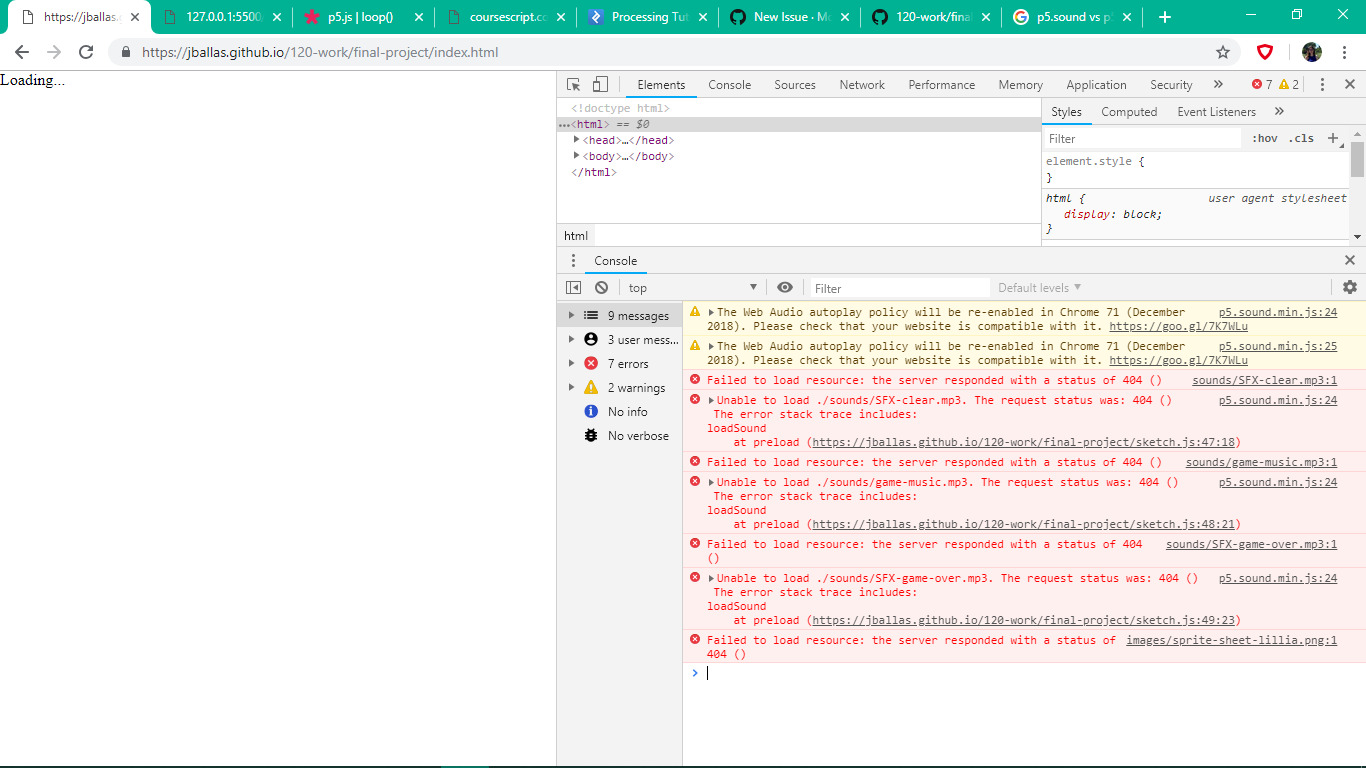 https://jballas.
127.0.0.1:5500/
p5.js | loop()
coursescript.co
Processing Tut
New Issue · Mo
120-work/final
p5.sound vs p5
https://jballas.github.io/120-work/final-project/index.html
Loading...
Elements Console Sources Network Performance Memory Application Security » 7 2
<!doctype html>
…<html> == $0
<head>…</head>
<body>…</body>
</html>
html
Styles Computed Event Listeners »
Filter :hov .cls +
element.style {
}
html { user agent stylesheet
display: block;
}
Console
top Filter Default levels
9 messages
3 user mess...
7 errors
2 warnings
No info
No verbose
The Web Audio autoplay policy will be re-enabled in Chrome 71 (December p5.sound.min.js:24
2018). Please check that your website is compatible with it. https://goo.gl/7K7WLu
The Web Audio autoplay policy will be re-enabled in Chrome 71 (December p5.sound.min.js:25
2018). Please check that your website is compatible with it. https://goo.gl/7K7WLu
Failed to load resource: the server responded with a status of 404 () sounds/SFX-clear.mp3:1
Unable to load ./sounds/SFX-clear.mp3. The request status was: 404 () p5.sound.min.js:24
The error stack trace includes:
loadSound
at preload (https://jballas.github.io/120-work/final-project/sketch.js:47:18)
Failed to load resource: the server responded with a status of 404 () sounds/game-music.mp3:1
Unable to load ./sounds/game-music.mp3. The request status was: 404 () p5.sound.min.js:24
The error stack trace includes:
loadSound
at preload (https://jballas.github.io/120-work/final-project/sketch.js:48:21)
Failed to load resource: the server responded with a status of 404 sounds/SFX-game-over.mp3:1
()
Unable to load ./sounds/SFX-game-over.mp3. The request status was: 404 () p5.sound.min.js:24
The error stack trace includes:
loadSound
at preload (https://jballas.github.io/120-work/final-project/sketch.js:49:23)
Failed to load resource: the server responded with a status of images/sprite-sheet-lillia.png:1
404 ()
>